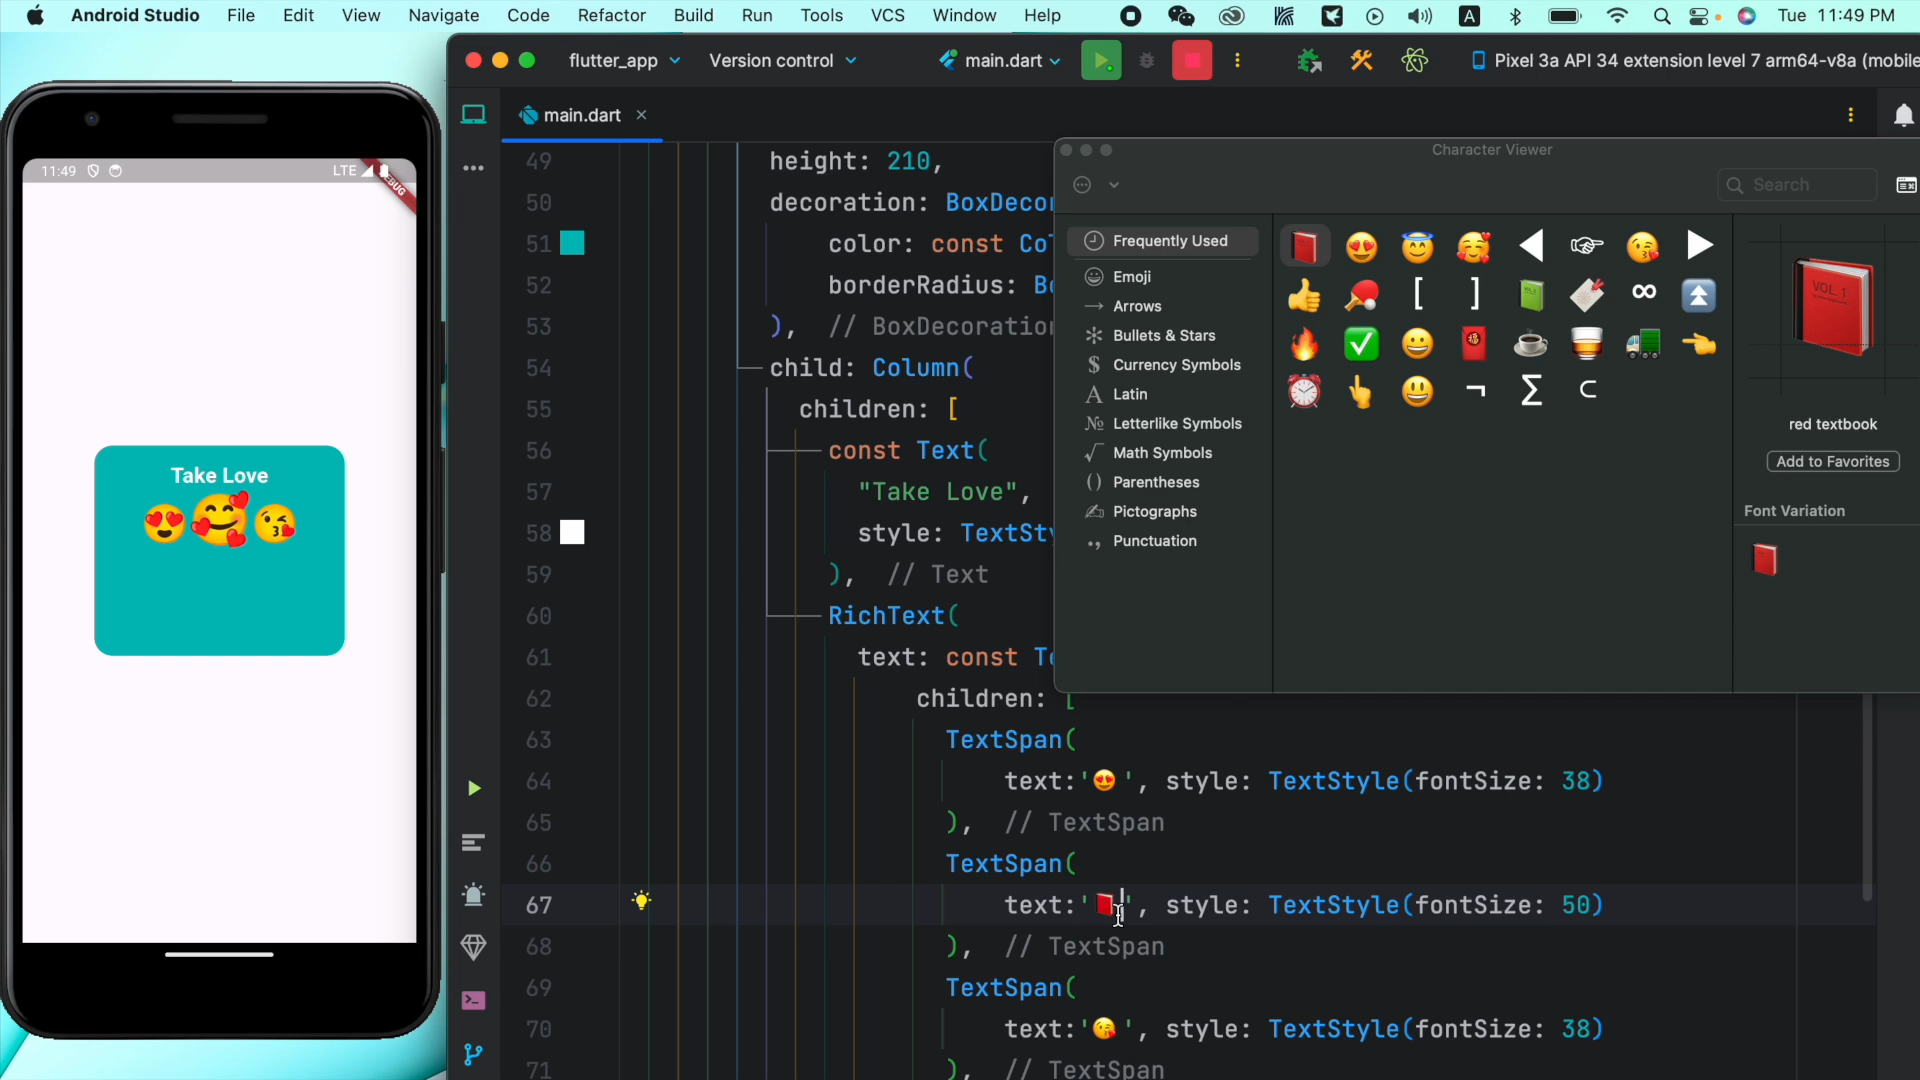 Android Studio File Edit View Navigate Code Refactor Build Run Tools VCS Window Help A Tue 11:49 PM
flutter_app Version control main.dart Pixel 3a API 34 extension level 7 arm64-v8a (mobile
main.dart
11:49 LTE
Take Love
😍🥰😘
49 height: 210,
50 decoration: BoxDecor
51 color: const Co
52 borderRadius: Bo
53 ), // BoxDecoration
54 child: Column(
55 children: [
56 const Text(
57 "Take Love",
58 style: TextSty
59 ), // Text
60 RichText(
61 text: const Te
62 children: [
63 TextSpan(
64 text:'😍', style: TextStyle(fontSize: 38)
65 ), // TextSpan
66 TextSpan(
67 text:'📕', style: TextStyle(fontSize: 50)
68 ), // TextSpan
69 TextSpan(
70 text:'😘', style: TextStyle(fontSize: 38)
71 ), // TextSpan
Character Viewer
Search
Frequently Used
Emoji
Arrows
Bullets & Stars
Currency Symbols
Latin
Letterlike Symbols
Math Symbols
Parentheses
Pictographs
Punctuation
[ ] ∞
¬ Σ ⊂
VOL. 1
red textbook
Add to Favorites
Font Variation